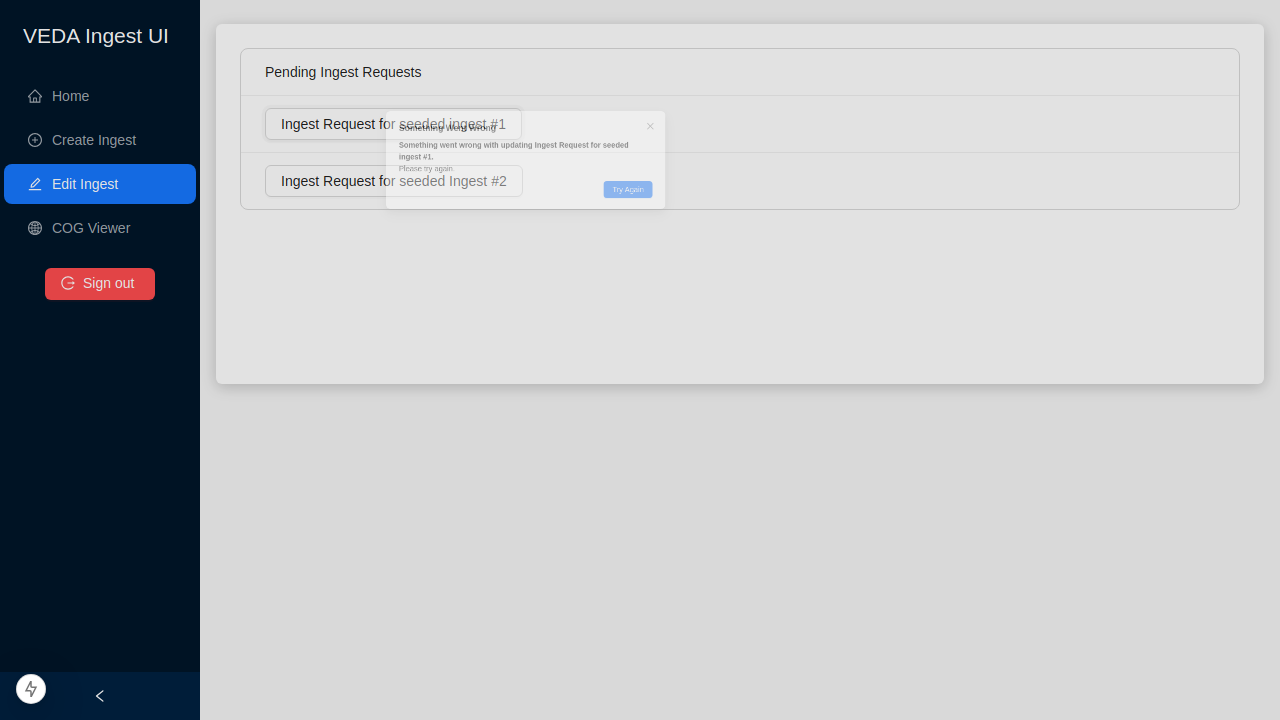 VEDA Ingest UI
Home
Create Ingest
Edit Ingest
COG Viewer
Sign out
Pending Ingest Requests
Ingest Request for seeded ingest #1
Ingest Request for seeded Ingest #2
Something Went Wrong
Something went wrong with updating Ingest Request for seeded
ingest #1.
Please try again.
Try Again